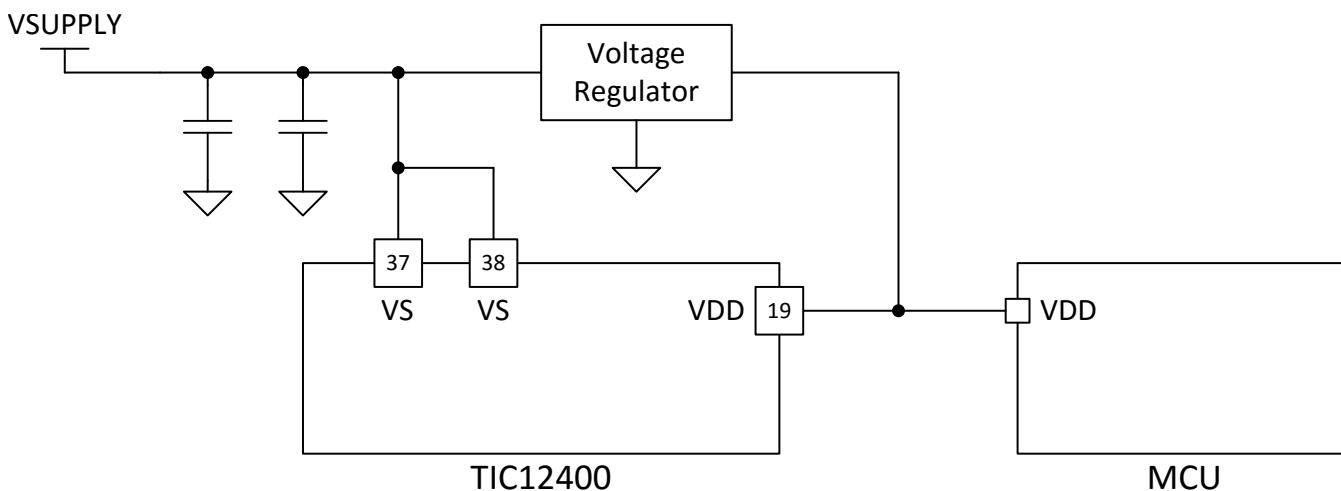 VSUPPLY
Voltage
Regulator
37
38
VS
VS
VDD
19
VDD
TIC12400
MCU